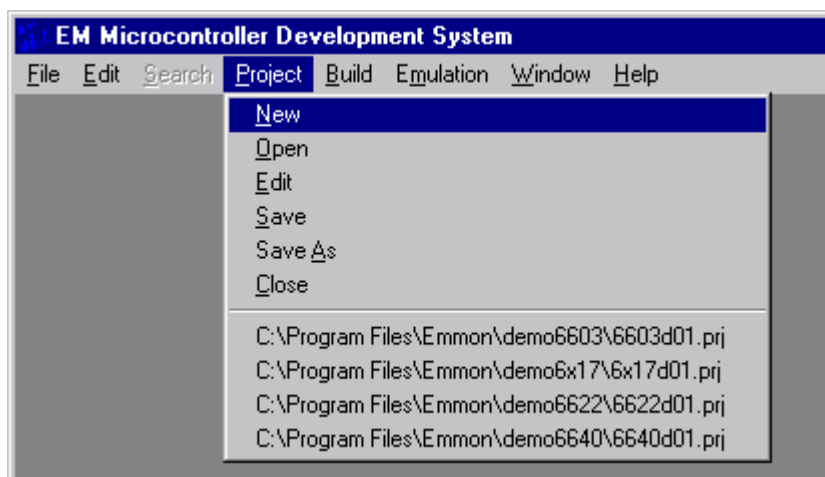 EM Microcontroller Development System
File Edit Search Project Build Emulation Window Help
New
Open
Edit
Save
Save As
Close
C:\Program Files\Emmon\demo6603\6603d01.prj
C:\Program Files\Emmon\demo6x17\6x17d01.prj
C:\Program Files\Emmon\demo6622\6622d01.prj
C:\Program Files\Emmon\demo6640\6640d01.prj